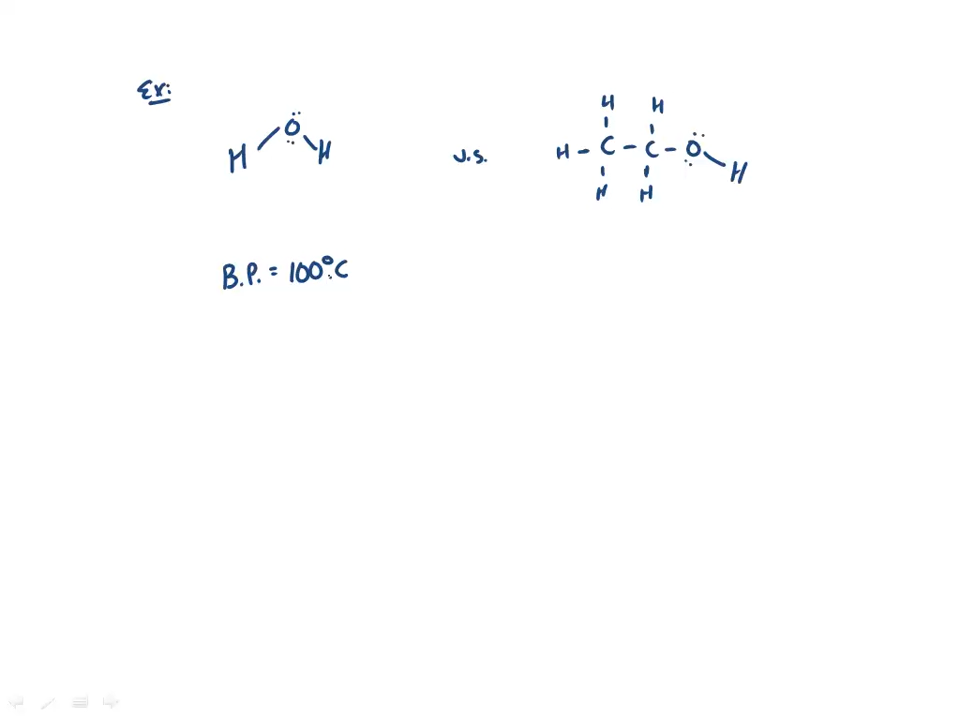 Ex:
H H
H O H v.s. H - C - C - O H
H H
B.P. = 100°C